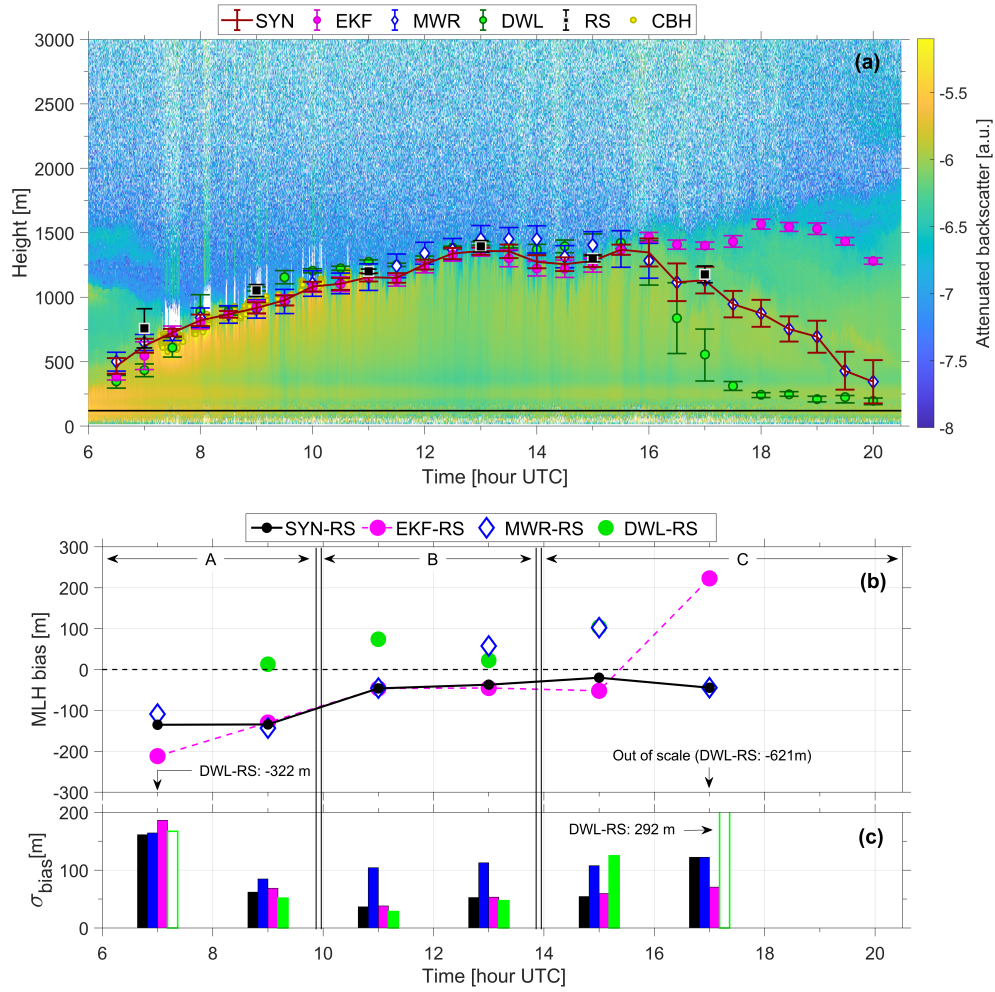 SYN EKF MWR DWL RS CBH
(a)
3000
2500
2000
1500
1000
500
0
Height [m]
6 8 10 12 14 16 18 20
Time [hour UTC]
-5.5
-6
-6.5
-7
-7.5
-8
Attenuated backscatter [a.u.]
SYN-RS EKF-RS MWR-RS DWL-RS
A B C
(b)
300
200
100
0
-100
-200
-300
MLH bias [m]
DWL-RS: -322 m
Out of scale (DWL-RS: -621m)
(c)
200
100
0
σbias[m]
DWL-RS: 292 m
6 8 10 12 14 16 18 20
Time [hour UTC]